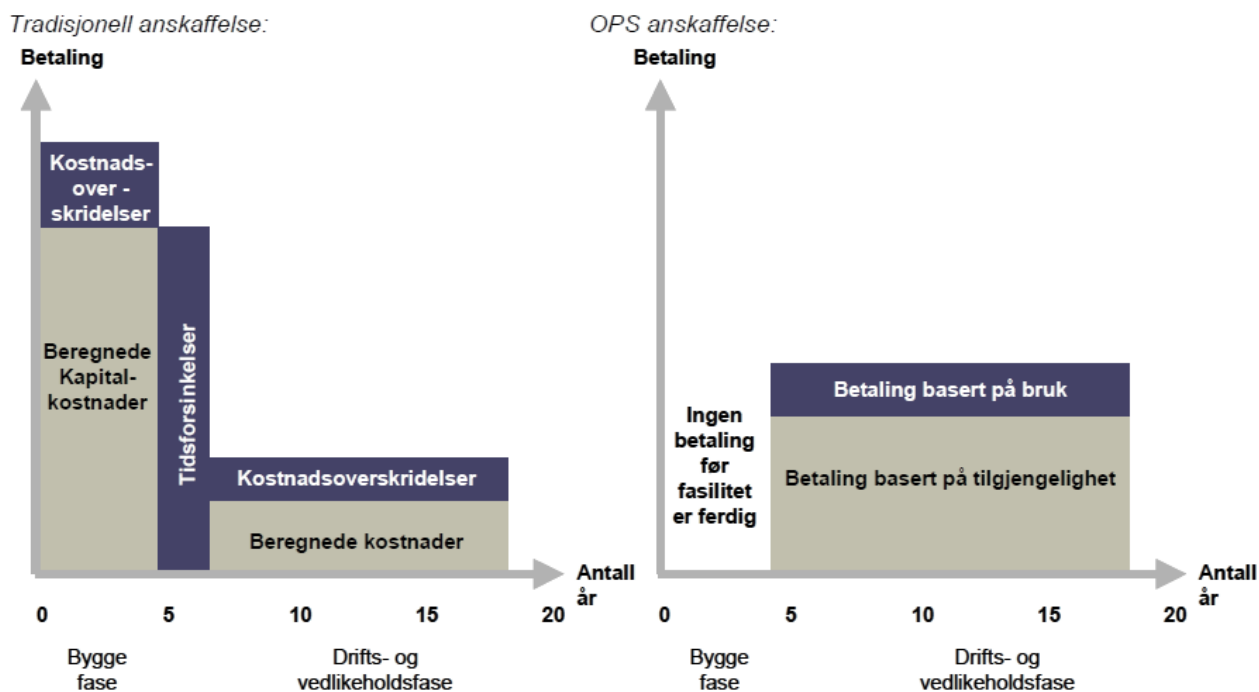 Tradisjonell anskaffelse:
Betaling
Kostnads-
over -
skridelser
Beregnede
Kapital-
kostnader
Tidsforsinkelser
Kostnadsoverskridelser
Beregnede kostnader
Antall
år
0 5 10 15 20
Bygge
fase
Drifts- og
vedlikeholdsfase
OPS anskaffelse:
Betaling
Ingen
betaling
før
fasilitet
er ferdig
Betaling basert på bruk
Betaling basert på tilgjengelighet
Antall
år
0 5 10 15 20
Bygge
fase
Drifts- og
vedlikeholdsfase